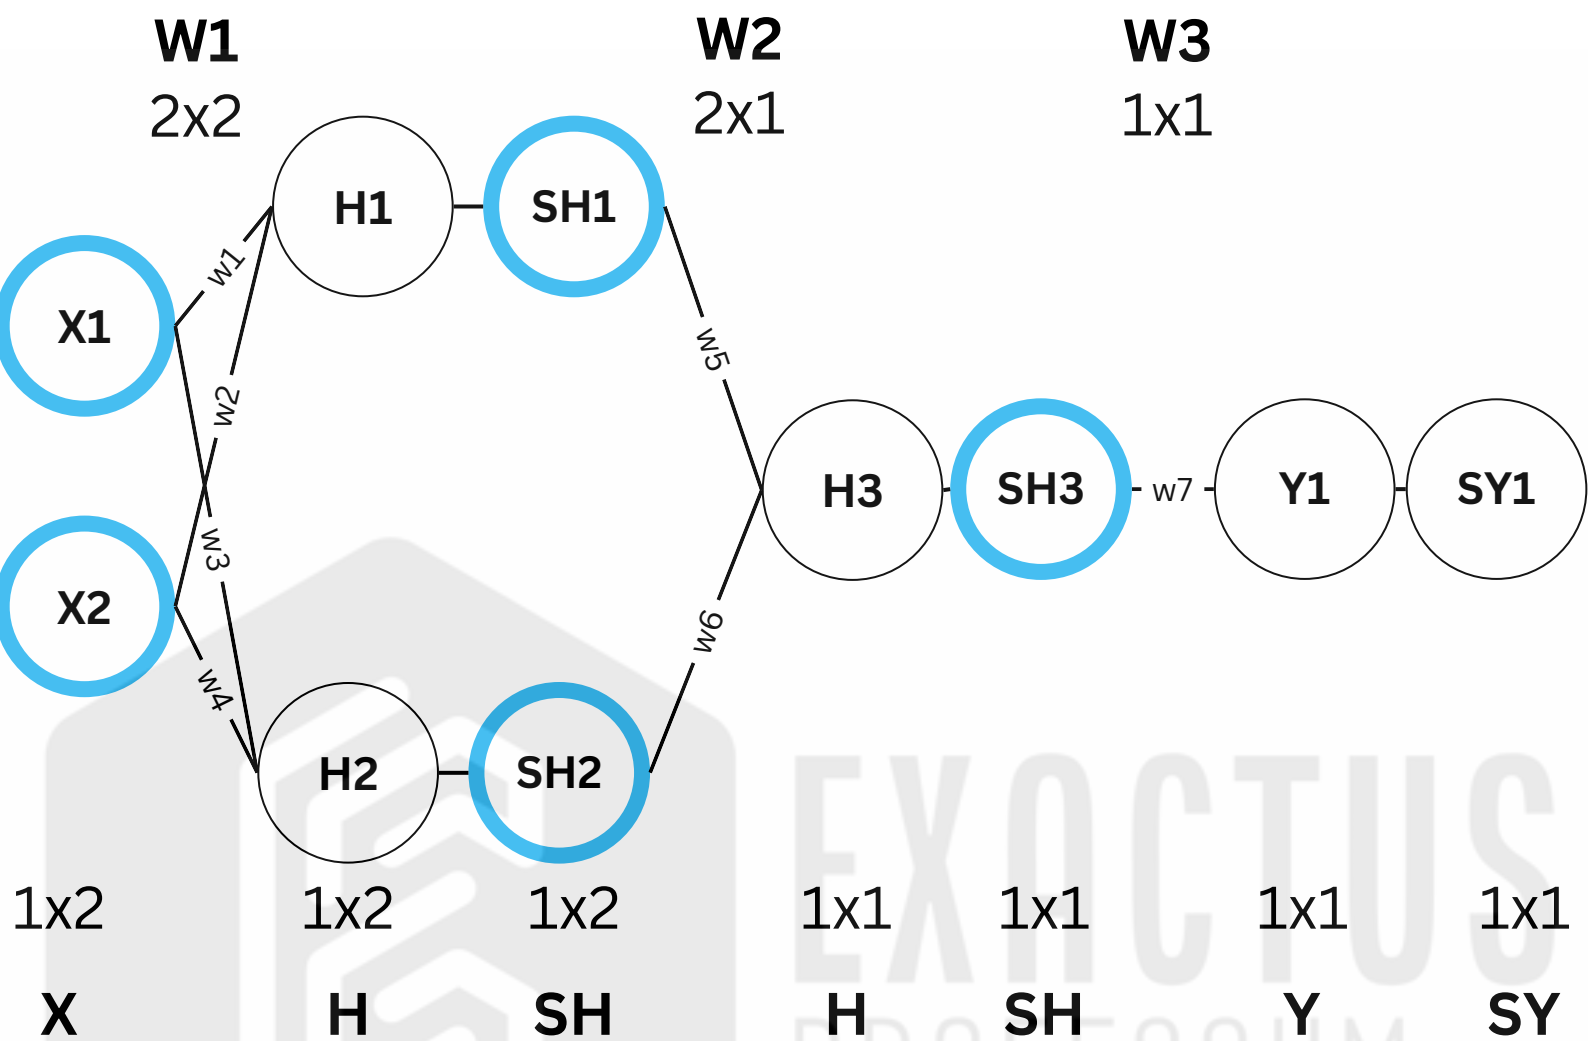 W1 W2 W3
2x2 2x1 1x1
H1 SH1
w1
X1
w5
w2
H3 SH3 w7 Y1 SY1
w3
X2
w6
w4
H2 SH2
EXACTUS
1x2 1x2 1x2 1x1 1x1 1x1 1x1
X H SH H SH Y SY